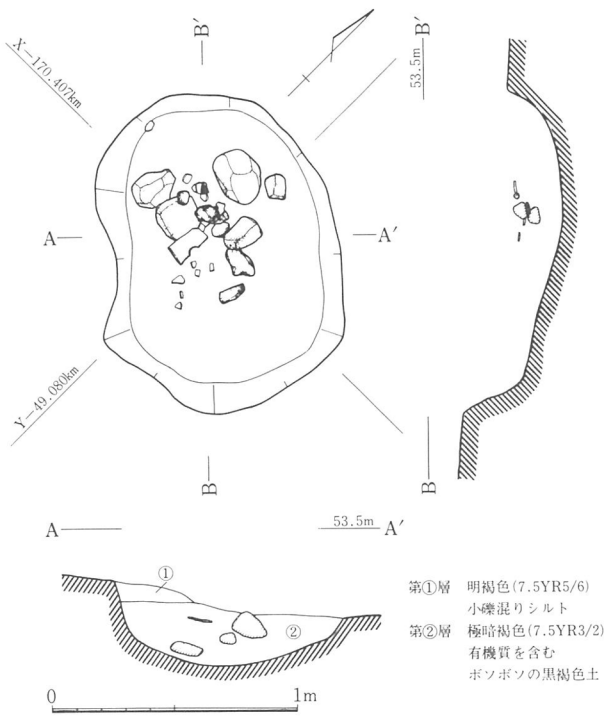 B′
B′
X−170.407km
53.5m
A
A′
Y−49.080km
B
B
A
53.5m
A′
①
②
第①層 明褐色(7.5YR5/6)
小礫混りシルト
第②層 極暗褐色(7.5YR3/2)
有機質を含む
ボソボソの黒褐色土
0
1m